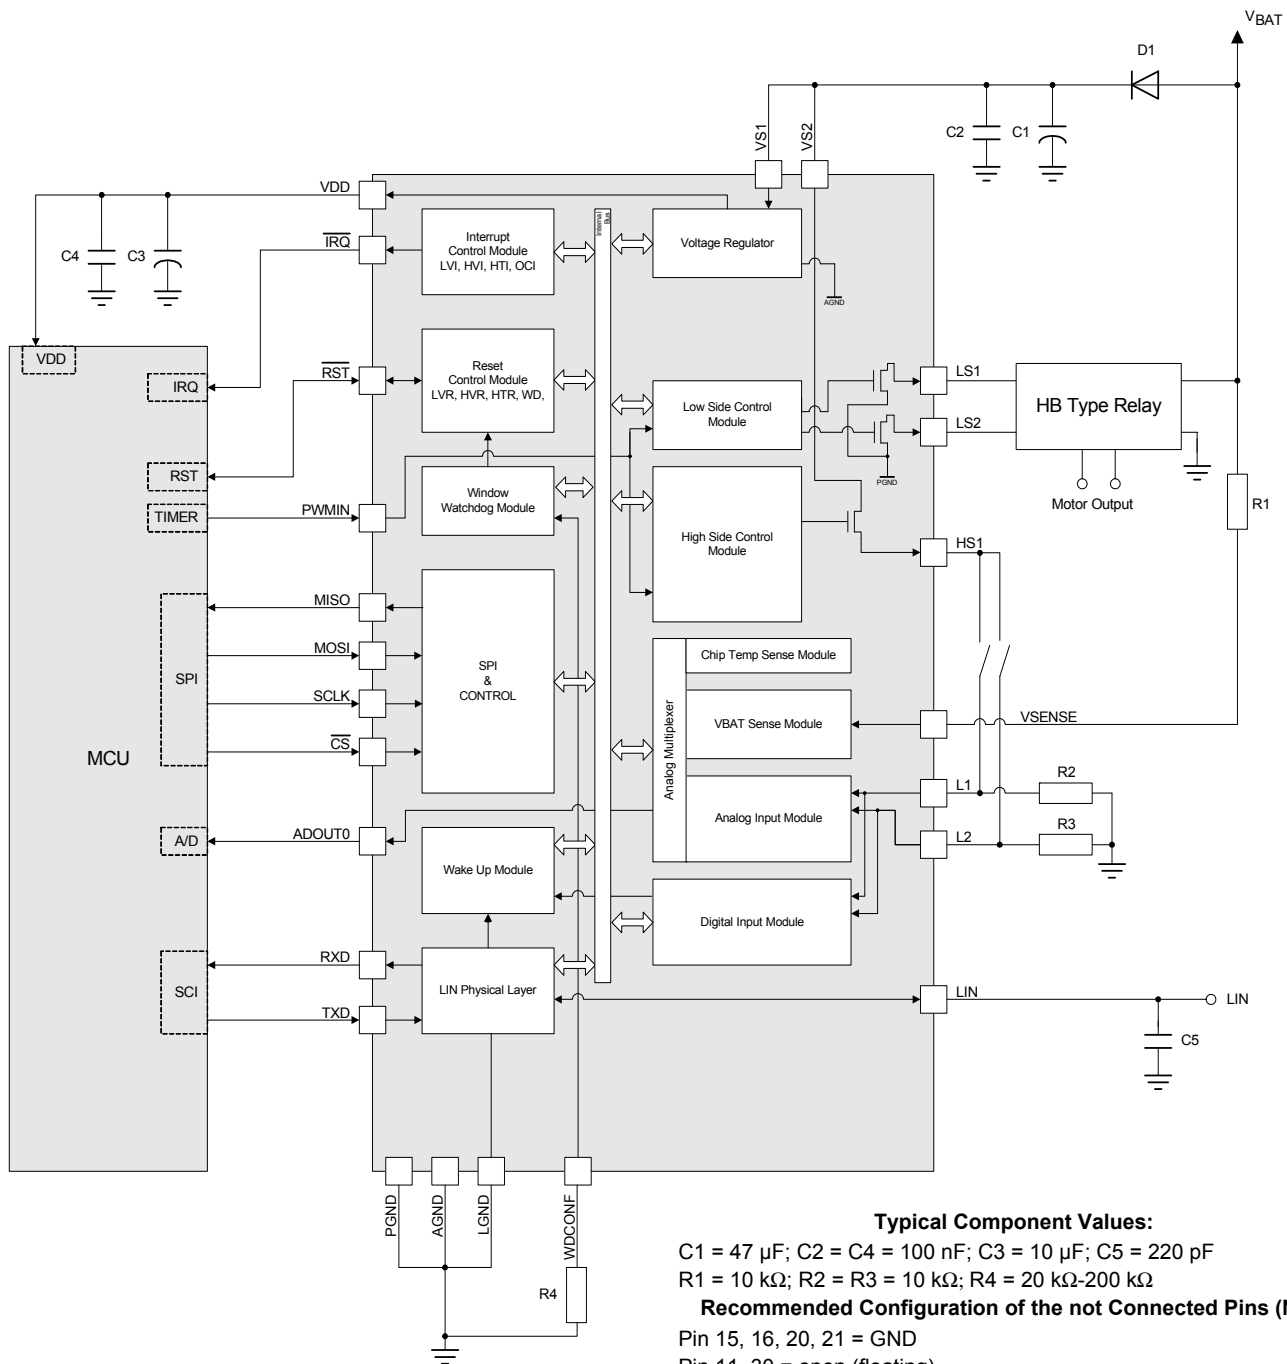 VBAT
D1
C2
C1
VS1
VS2
VDD
IRQ
C4
C3
Interrupt
Control Module
LVI, HVI, HTI, OCI
Internal
Bus
Voltage Regulator
AGND
VDD
IRQ
RST
Reset
Control Module
LVR, HVR, HTR, WD,
Low Side Control
Module
LS1
LS2
HB Type Relay
PGND
Motor Output
R1
RST
TIMER
PWMIN
Window
Watchdog Module
High Side Control
Module
HS1
MISO
MOSI
SCLK
CS
SPI
SPI
&
CONTROL
MCU
Chip Temp Sense Module
Analog Multiplexer
VBAT Sense Module
VSENSE
Analog Input Module
L1
L2
R2
R3
A/D
ADOUT0
Wake Up Module
Digital Input Module
RXD
SCI
TXD
LIN Physical Layer
LIN
LIN
C5
PGND
AGND
LGND
WDCONF
R4
Typical Component Values:
C1 = 47 µF; C2 = C4 = 100 nF; C3 = 10 µF; C5 = 220 pF
R1 = 10 kΩ; R2 = R3 = 10 kΩ; R4 = 20 kΩ-200 kΩ
Recommended Configuration of the not Connected Pins (
Pin 15, 16, 20, 21 = GND
Pin 11, 30 = open (floating)